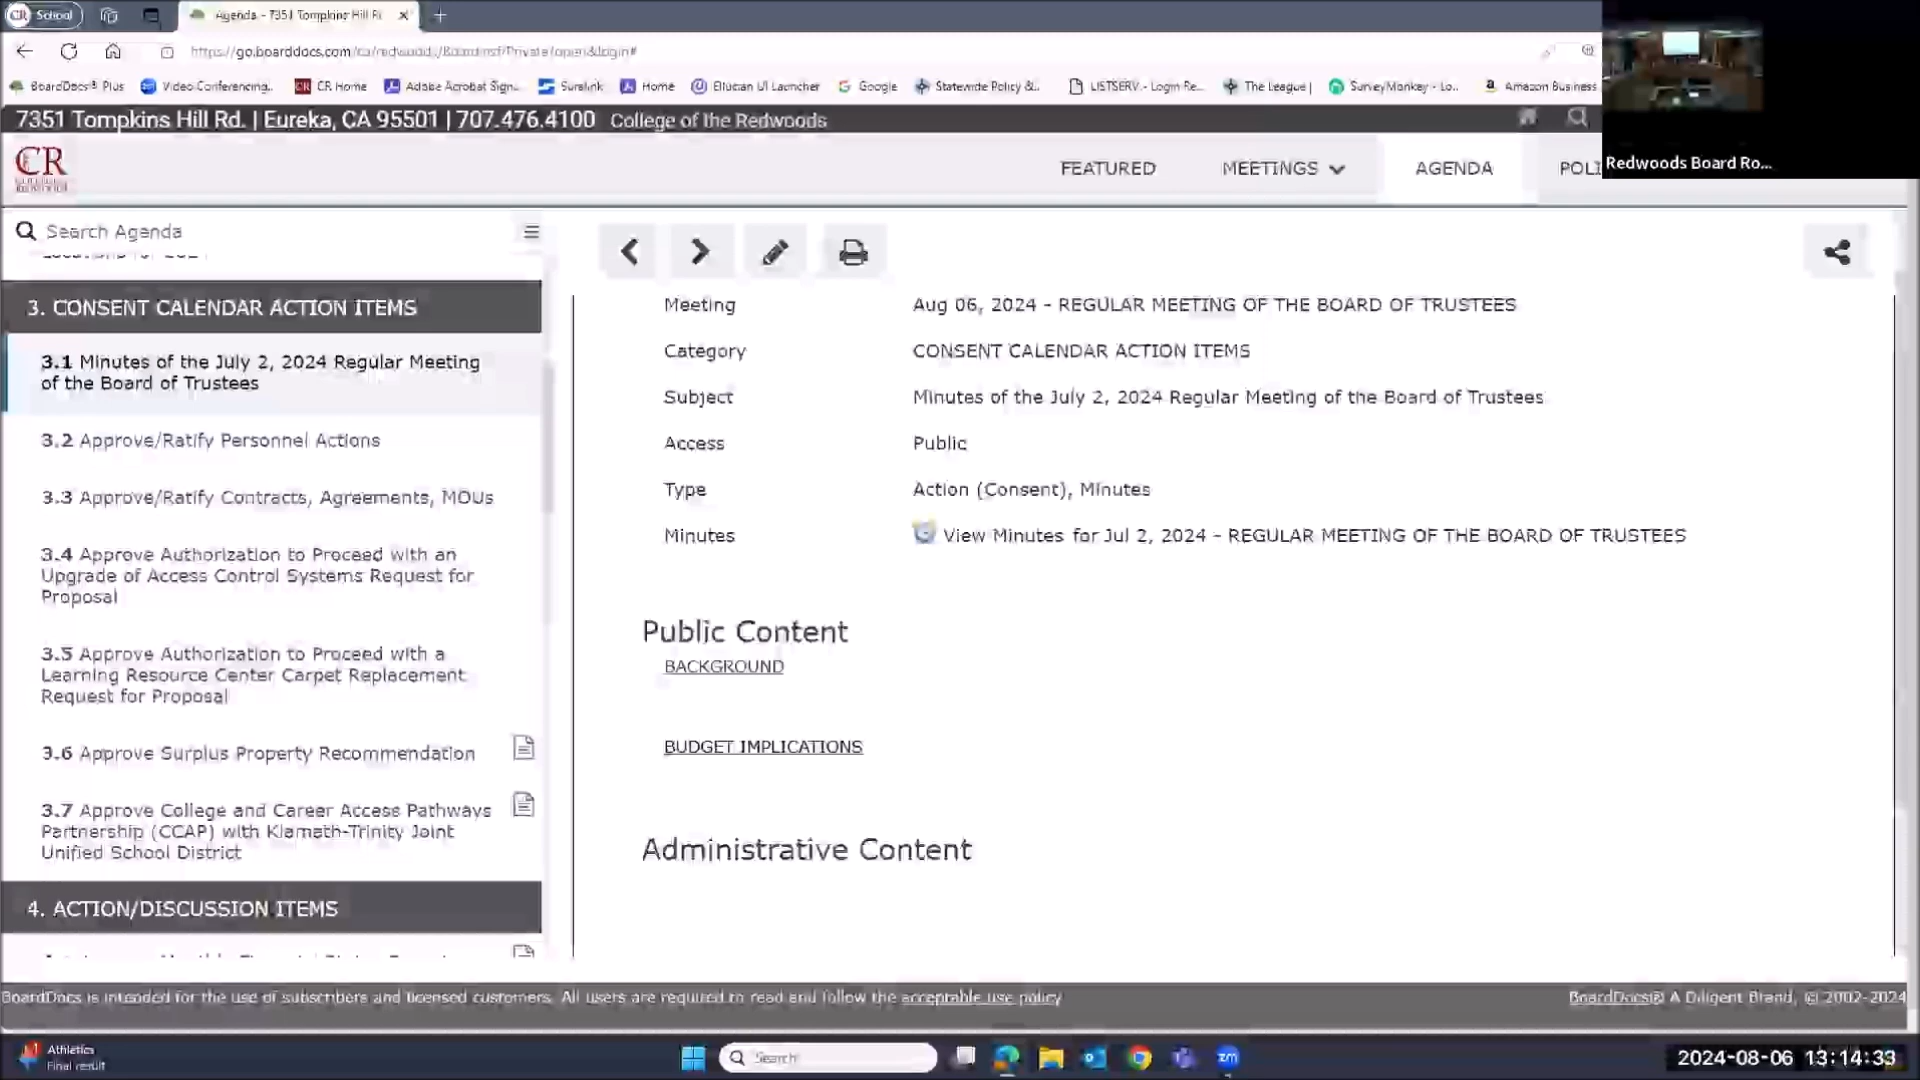 CR School
Agenda - 7351 Tompkins Hill R
https://go.boarddocs.com/ca/redwood
BoardDocs® Plus
Video Conferencing...
CR Home
Adobe Acrobat Sign...
Surelink
Home
Ellucian UI Launcher
Google
Statewide Policy &...
LISTSERV - Login Re...
The League |
SurveyMonkey - Lo...
Amazon Business
7351 Tompkins Hill Rd. | Eureka, CA 95501 | 707.476.4100 College of the Redwoods
Redwoods Board Ro...
CR
FEATURED
MEETINGS
AGENDA
POLI
Search Agenda
3. CONSENT CALENDAR ACTION ITEMS
3.1 Minutes of the July 2, 2024 Regular Meeting
of the Board of Trustees
3.2 Approve/Ratify Personnel Actions
3.3 Approve/Ratify Contracts, Agreements, MOUs
3.4 Approve Authorization to Proceed with an
Upgrade of Access Control Systems Request for
Proposal
3.5 Approve Authorization to Proceed with a
Learning Resource Center Carpet Replacement
Request for Proposal
3.6 Approve Surplus Property Recommendation
3.7 Approve College and Career Access Pathways
Partnership (CCAP) with Klamath-Trinity Joint
Unified School District
4. ACTION/DISCUSSION ITEMS
Meeting Aug 06, 2024 - REGULAR MEETING OF THE BOARD OF TRUSTEES
Category CONSENT CALENDAR ACTION ITEMS
Subject Minutes of the July 2, 2024 Regular Meeting of the Board of Trustees
Access Public
Type Action (Consent), Minutes
Minutes View Minutes for Jul 2, 2024 - REGULAR MEETING OF THE BOARD OF TRUSTEES
Public Content
BACKGROUND
BUDGET IMPLICATIONS
Administrative Content
BoardDocs is intended for the use of subscribers and licensed customers. All users are required to read and follow the acceptable use policy
BoardDocs® A Diligent Brand, © 2002-2024
Athletics
Final result
Search
zm
2024-08-06 13:14:33